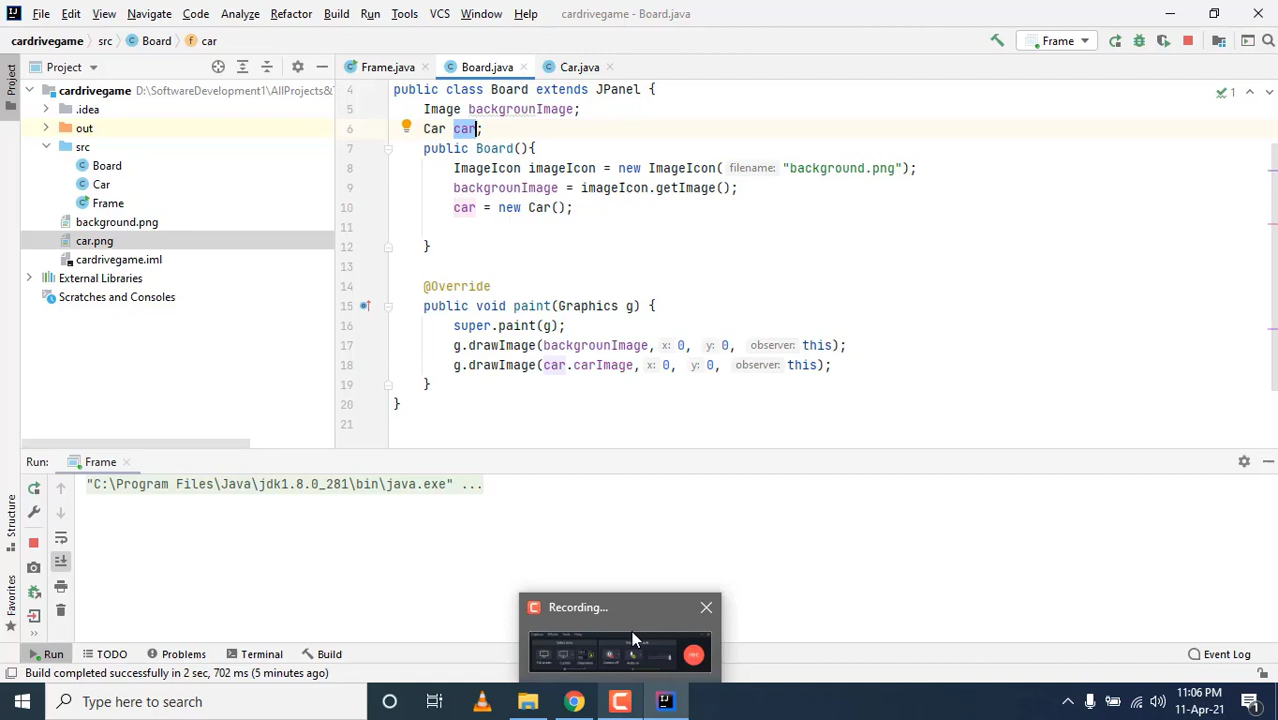 File Edit View Navigate Code Analyze Refactor Build Run Tools VCS Window Help cardrivegame - Board.java
cardrivegame src Board car Frame
Project Frame.java Board.java Car.java
cardrivegame D:\SoftwareDevelopment1\AllProjects&
.idea
out
src
Board
Car
Frame
background.png
car.png
cardrivegame.iml
External Libraries
Scratches and Consoles
Project
Structure
Favorites
4 public class Board extends JPanel {
5 Image backgrounImage;
6 Car car;
7 public Board(){
8 ImageIcon imageIcon = new ImageIcon( filename: "background.png");
9 backgrounImage = imageIcon.getImage();
10 car = new Car();
11
12 }
13
14 @Override
15 public void paint(Graphics g) {
16 super.paint(g);
17 g.drawImage(backgrounImage, x: 0, y: 0, observer: this);
18 g.drawImage(car.carImage, x: 0, y: 0, observer: this);
19 }
20 }
21
1
Run: Frame
"C:\Program Files\Java\jdk1.8.0_281\bin\java.exe" ...
Recording...
Run TODO Problems Terminal Build Event Log
Build completed successfully in 2 sec, 702 ms (5 minutes ago)
Type here to search
11:06 PM
11-Apr-21
1